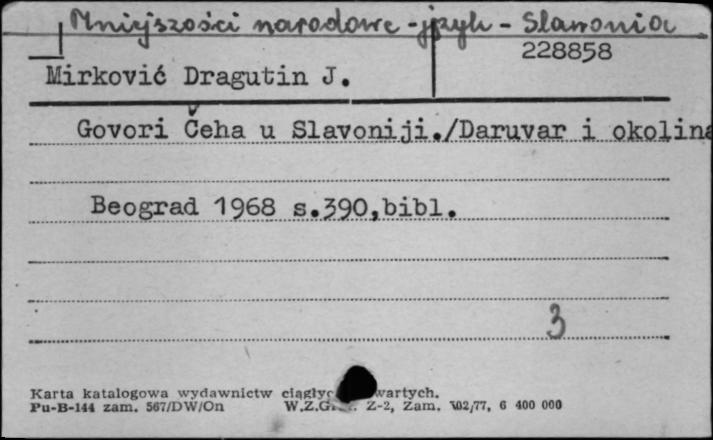 Mniejszości narodowe - język - Slawonia
228858
Mirković Dragutin J.
Govori Čeha u Slavoniji./Daruvar i okolina
Beograd 1968 s.390,bibl.
3
Karta katalogowa wydawnictw wartych.
Pu-B-144 zam. 567/DW/On W.Z.G. Z-2, Zam. 102/77, 6 400 000